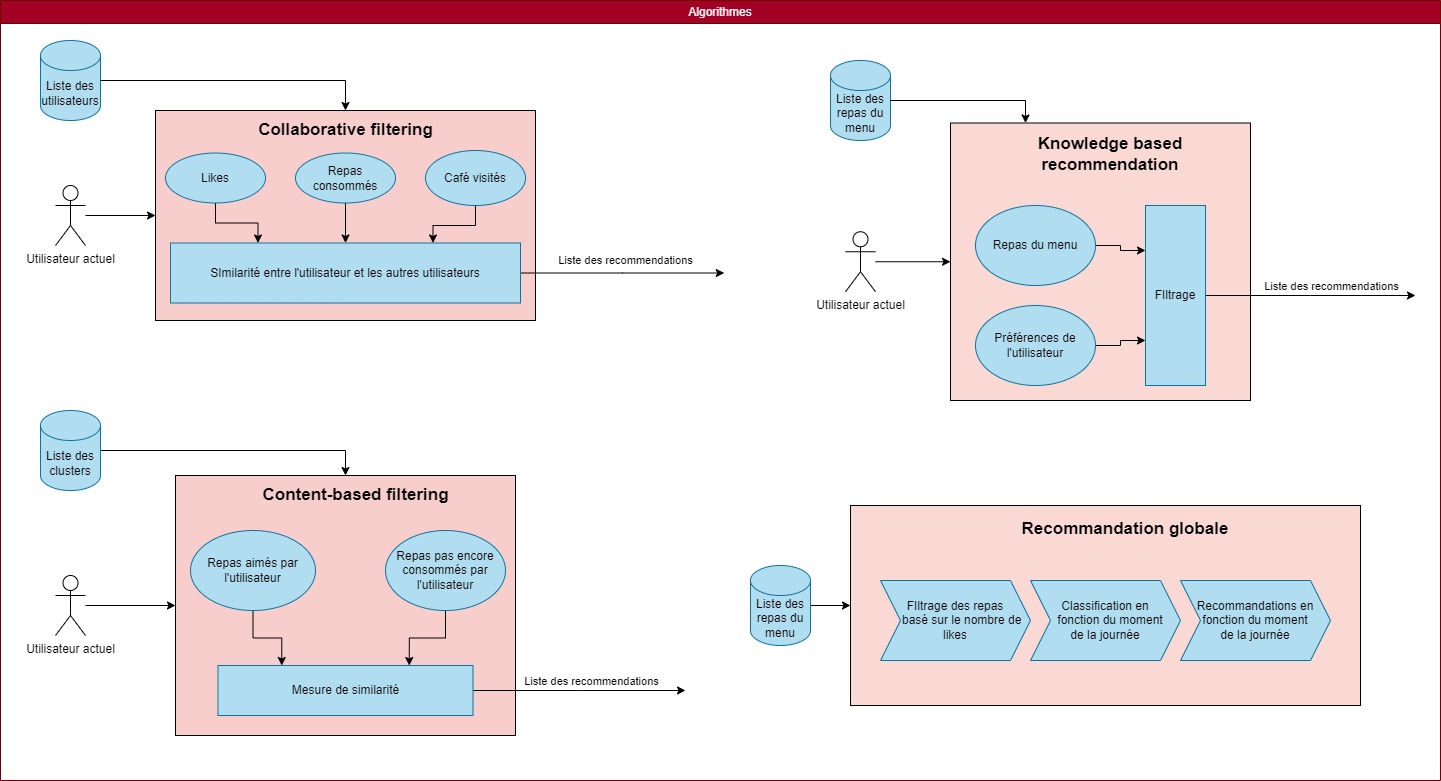 Algorithmes
Liste des
utilisateurs
Collaborative filtering
Likes
Repas
consommés
Café visités
Utilisateur actuel
SImilarité entre l'utilisateur et les autres utilisateurs
Liste des recommendations
Liste des
repas du
menu
Knowledge based
recommendation
Repas du menu
Utilisateur actuel
FIltrage
Préférences de
l'utilisateur
Liste des recommendations
Liste des
clusters
Content-based filtering
Repas aimés par
l'utilisateur
Repas pas encore
consommés par
l'utilisateur
Utilisateur actuel
Mesure de similarité
Liste des recommendations
Recommandation globale
Liste des
repas du
menu
FIltrage des repas
basé sur le nombre de
likes
Classification en
fonction du moment
de la journée
Recommandations en
fonction du moment
de la journée